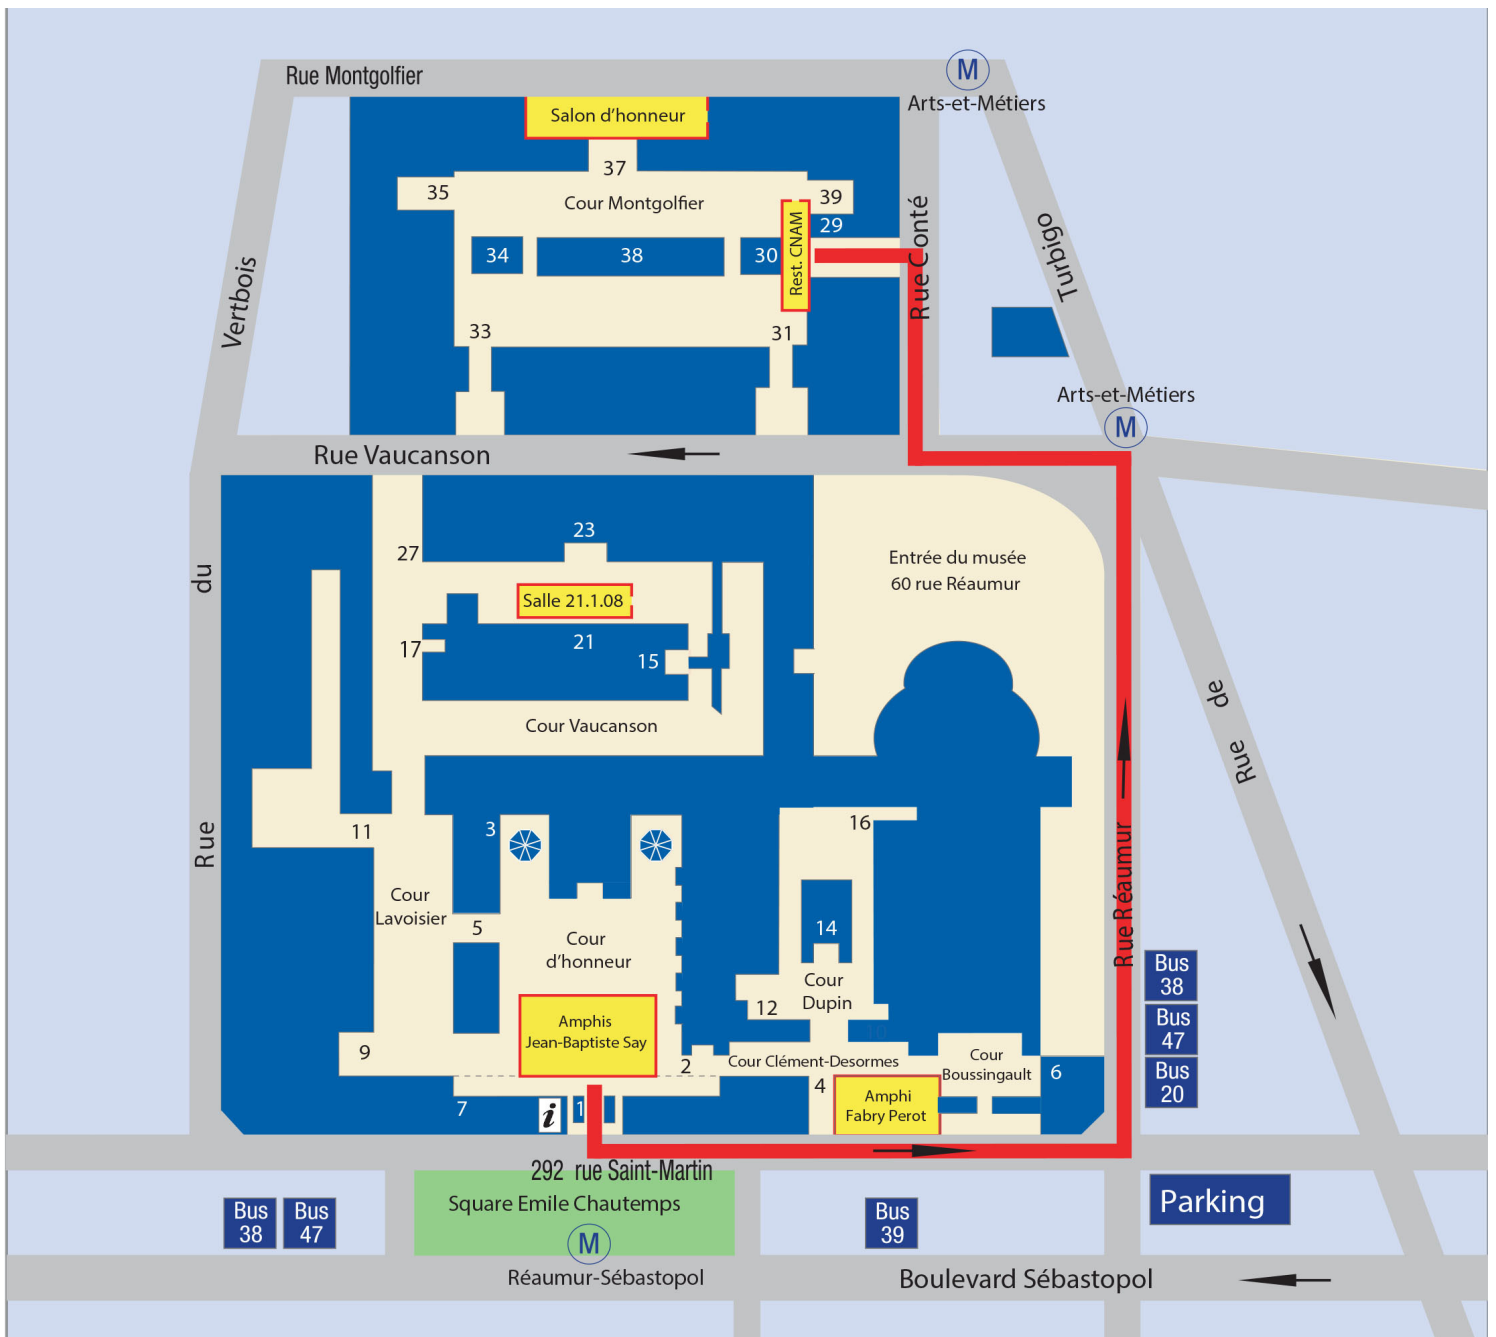 Rue Montgolfier
M
Arts-et-Métiers
Salon d'honneur
37
35
39
Cour Montgolfier
29
Rest. CNAM
34
38
30
Rue Conté
Turbigo
Vertbois
33
31
Arts-et-Métiers
M
Rue Vaucanson
23
27
Entrée du musée
60 rue Réaumur
du
Salle 21.1.08
21
17
15
de
Cour Vaucanson
Rue
3
16
11
Rue
Cour
Lavoisier
5
14
Cour
d'honneur
Rue Réaumur
Bus
38
Cour
Dupin
12
10
Amphis
Jean-Baptiste Say
Bus
47
9
2
Cour Clément-Desormes
Cour
Boussingault
6
Bus
20
4
Amphi
Fabry Perot
7
i
1
292 rue Saint-Martin
Square Emile Chautemps
Parking
Bus
38
Bus
47
Bus
39
M
Réaumur-Sébastopol
Boulevard Sébastopol